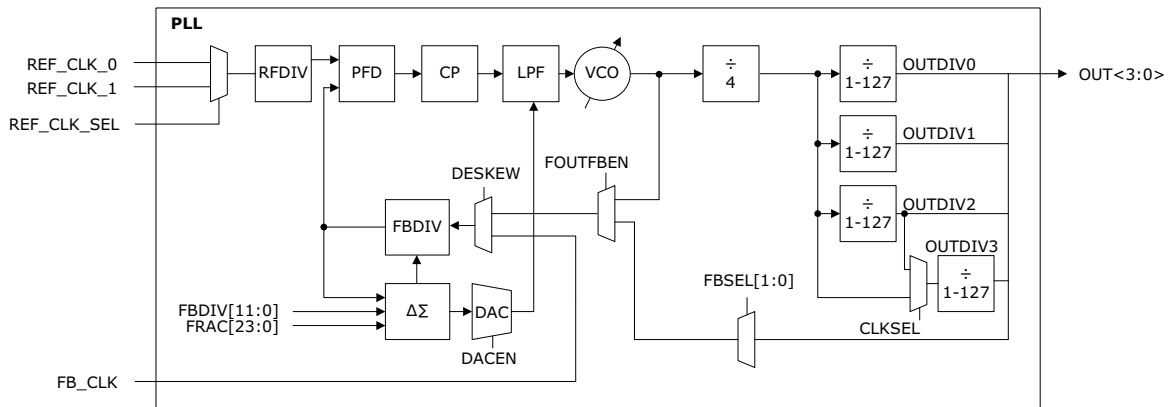 PLL
REF_CLK_0
REF_CLK_1
REF_CLK_SEL
RFDIV
PFD
CP
LPF
VCO
÷
4
÷
1-127
OUTDIV0
OUT<3:0>
÷
1-127
OUTDIV1
÷
1-127
OUTDIV2
OUTDIV3
÷
1-127
CLKSEL
FOUTFBEN
DESKEW
FBDIV
FBSEL[1:0]
FBDIV[11:0]
FRAC[23:0]
ΔΣ
DAC
DACEN
FB_CLK